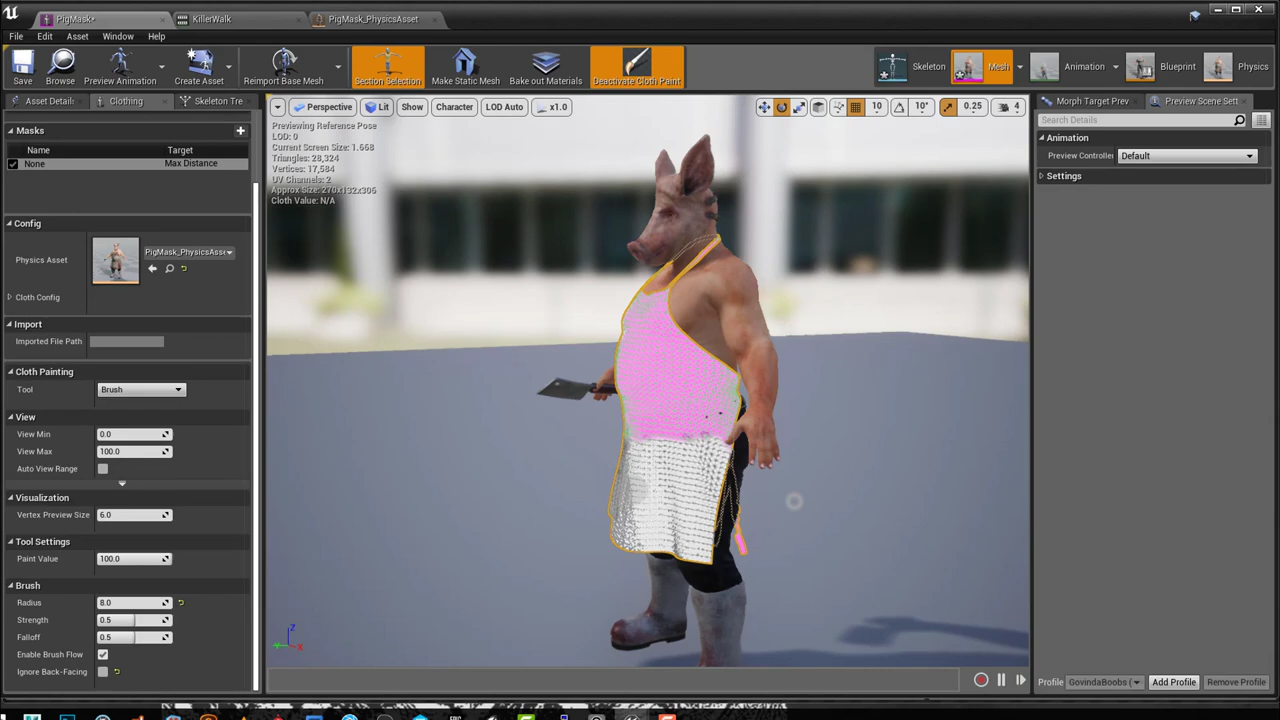 PigMask*
KillerWalk
PigMask_PhysicsAsset
File Edit Asset Window Help
Save
Browse
Preview Animation
Create Asset
Reimport Base Mesh
Section Selection
Make Static Mesh
Bake out Materials
Deactivate Cloth Paint
Skeleton
Mesh
Animation
Blueprint
Physics
Asset Details
Clothing
Skeleton Tre
Perspective
Lit
Show
Character
LOD Auto
x1.0
10
10°
0.25
4
Morph Target Prev
Preview Scene Sett
Search Details
Masks
Name Target
None Max Distance
Previewing Reference Pose
LOD: 0
Current Screen Size: 1.668
Triangles: 28,324
Vertices: 17,584
UV Channels: 2
Approx Size: 270x132x306
Cloth Value: N/A
Animation
Preview Controller Default
Settings
Config
Physics Asset PigMask_PhysicsAsse
Cloth Config
Import
Imported File Path
Cloth Painting
Tool Brush
View
View Min 0.0
View Max 100.0
Auto View Range
Visualization
Vertex Preview Size 6.0
Tool Settings
Paint Value 100.0
Brush
Radius 8.0
Strength 0.5
Falloff 0.5
Enable Brush Flow
Ignore Back-Facing
Z
X
Profile GovindaBoobs ( Add Profile Remove Profile